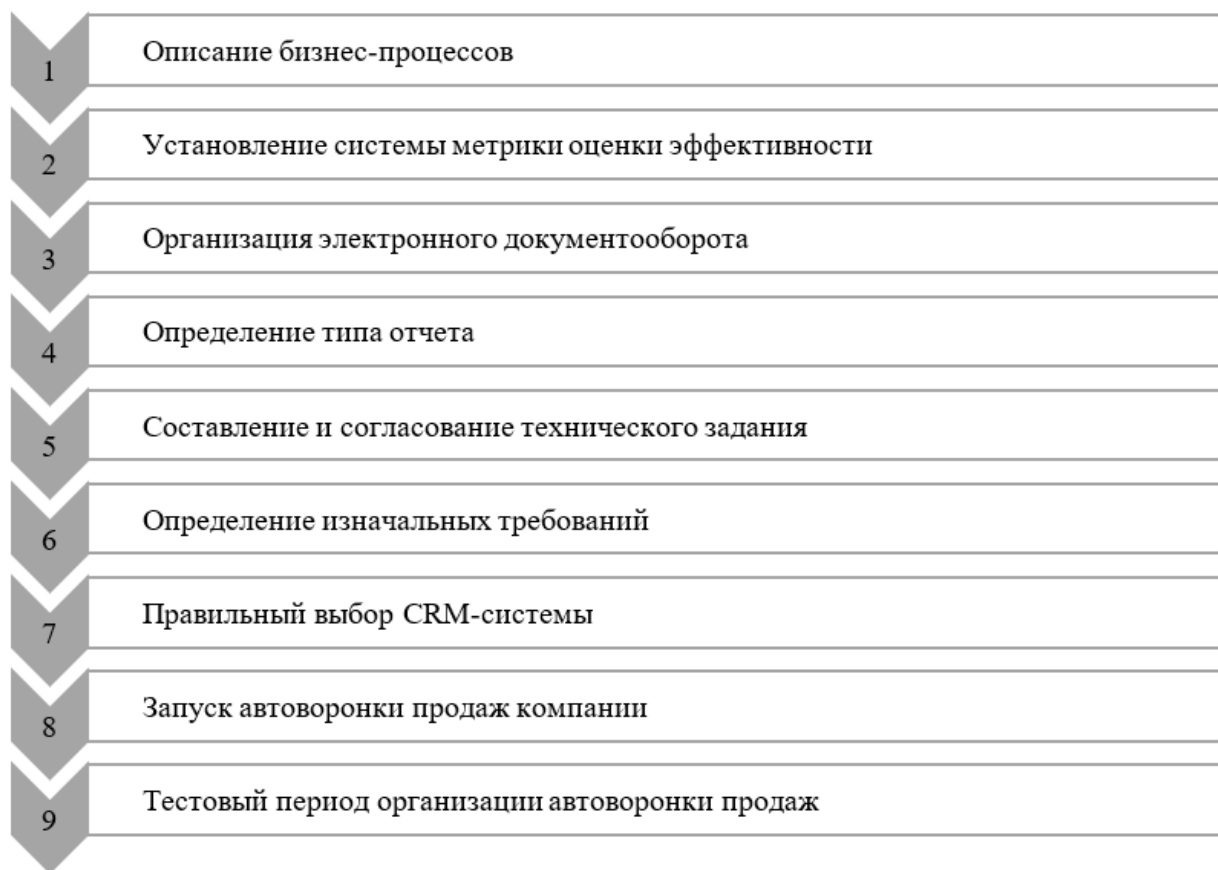 1
Описание бизнес-процессов
2
Установление системы метрики оценки эффективности
3
Организация электронного документооборота
4
Определение типа отчета
5
Составление и согласование технического задания
6
Определение изначальных требований
7
Правильный выбор CRM-системы
8
Запуск автоворонки продаж компании
9
Тестовый период организации автоворонки продаж